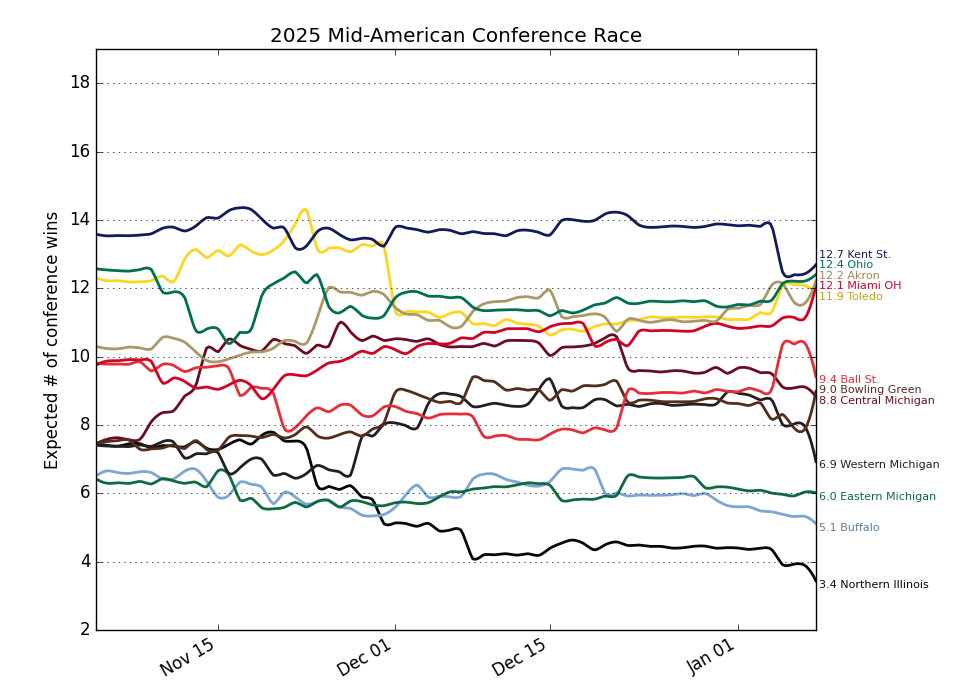 2025 Mid-American Conference Race
Expected # of conference wins
18
16
14
12
10
8
6
4
2
Nov 15
Dec 01
Dec 15
Jan 01
12.7 Kent St.
12.4 Ohio
12.2 Akron
12.1 Miami OH
11.9 Toledo
9.4 Ball St.
9.0 Bowling Green
8.8 Central Michigan
6.9 Western Michigan
6.0 Eastern Michigan
5.1 Buffalo
3.4 Northern Illinois